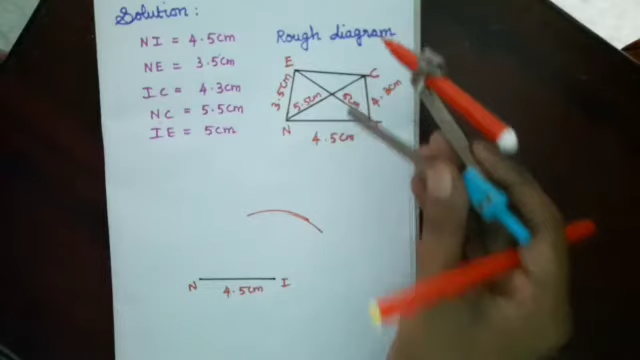 Solution :
NI = 4.5cm
NE = 3.5cm
IC = 4.3cm
NC = 5.5cm
IE = 5cm
Rough diagram
E
C
3.5cm
5.5cm
5cm
4.3cm
N
4.5cm
N
4.5cm
I